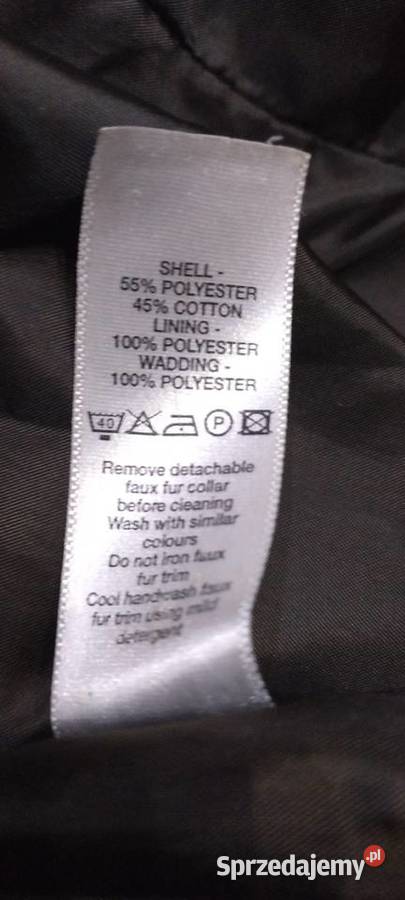 SHELL -
55% POLYESTER
45% COTTON
LINING -
100% POLYESTER
WADDING -
100% POLYESTER
40 P
Remove detachable
faux fur collar
before cleaning
Wash with similar
colours
Do not iron faux
fur trim
Cool handwash faux
fur trim using mild
detergent
Sprzedajemy.pl